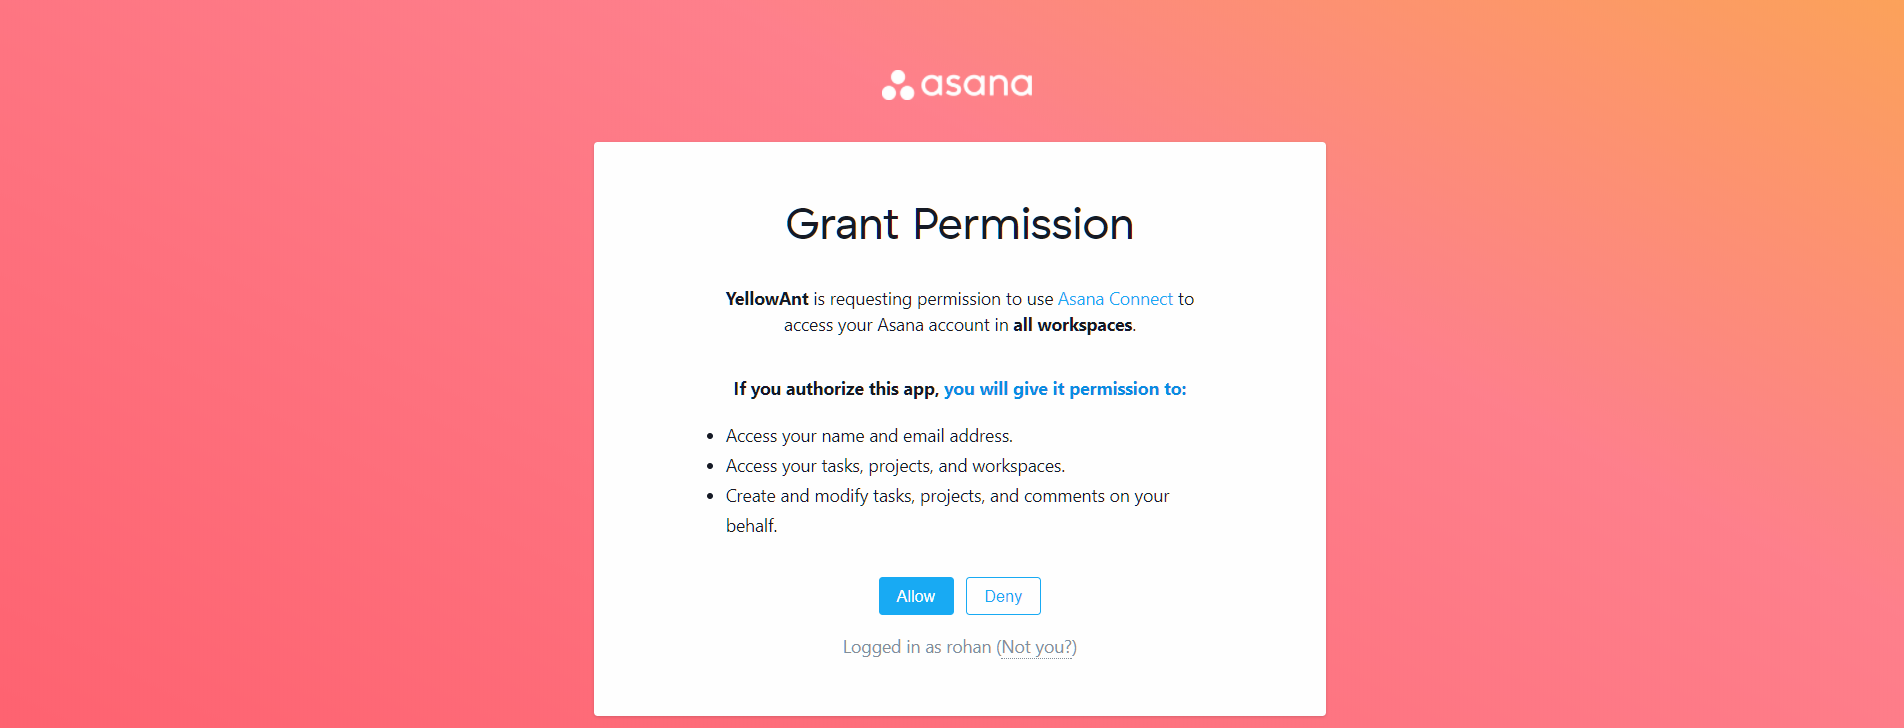 asana
Grant Permission
YellowAnt is requesting permission to use Asana Connect to
access your Asana account in all workspaces.
If you authorize this app, you will give it permission to:
• Access your name and email address.
• Access your tasks, projects, and workspaces.
• Create and modify tasks, projects, and comments on your
behalf.
Allow Deny
Logged in as rohan (Not you?)